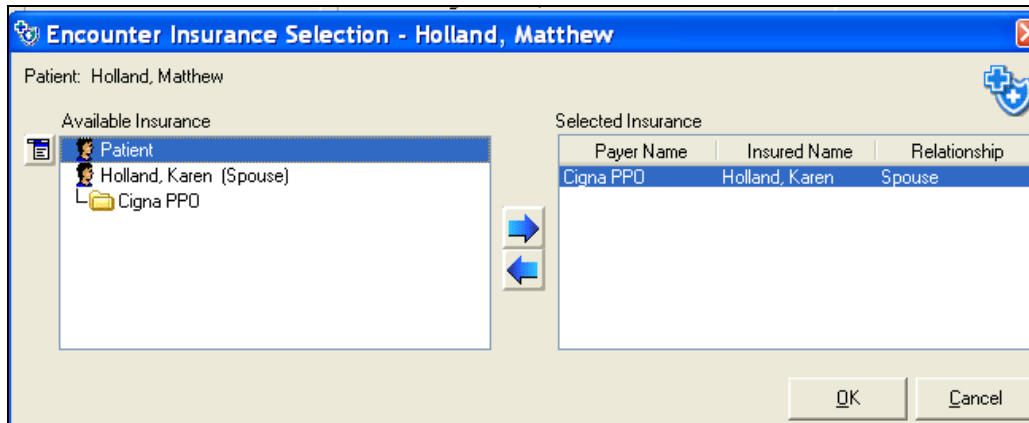 Encounter Insurance Selection - Holland, Matthew
Patient: Holland, Matthew
Available Insurance
Patient
Holland, Karen (Spouse)
Cigna PPO
Selected Insurance
Payer Name Insured Name Relationship
Cigna PPO Holland, Karen Spouse
OK Cancel